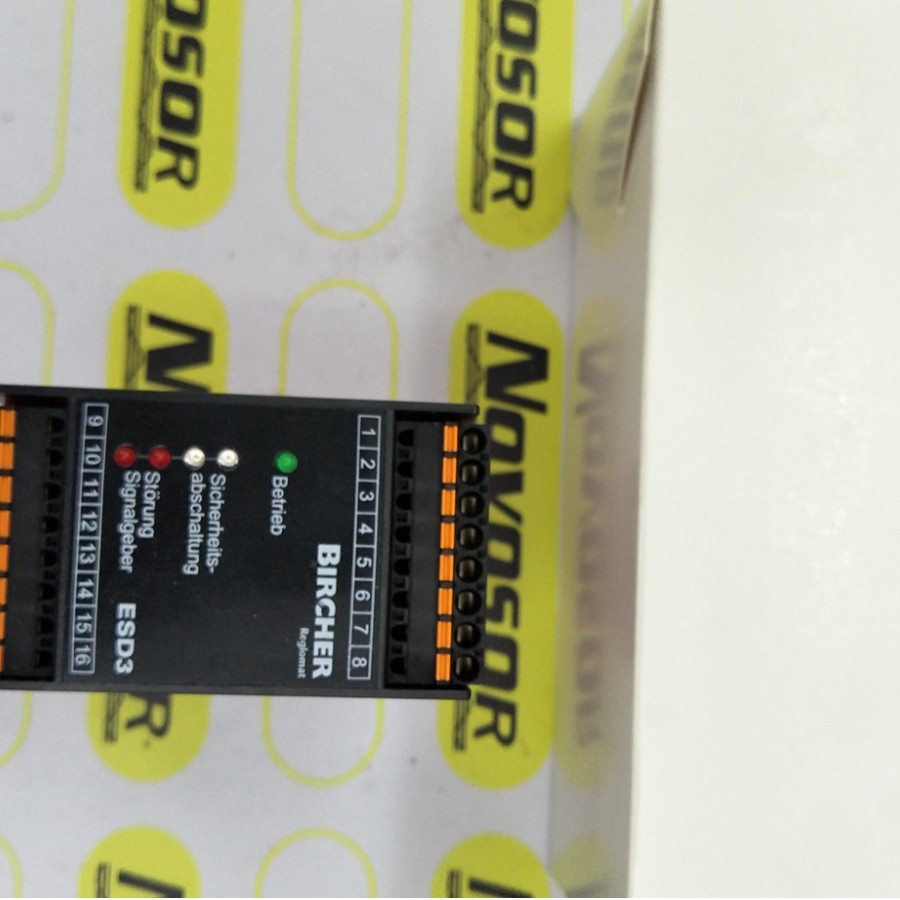 NOVOSOR
1 2 3 4 5 6 7 8
BIRCHER
Reglomat
Betrieb
Sicherheits-
abschaltung
Störung
Signalgeber
ESD3
9 10 11 12 13 14 15 16